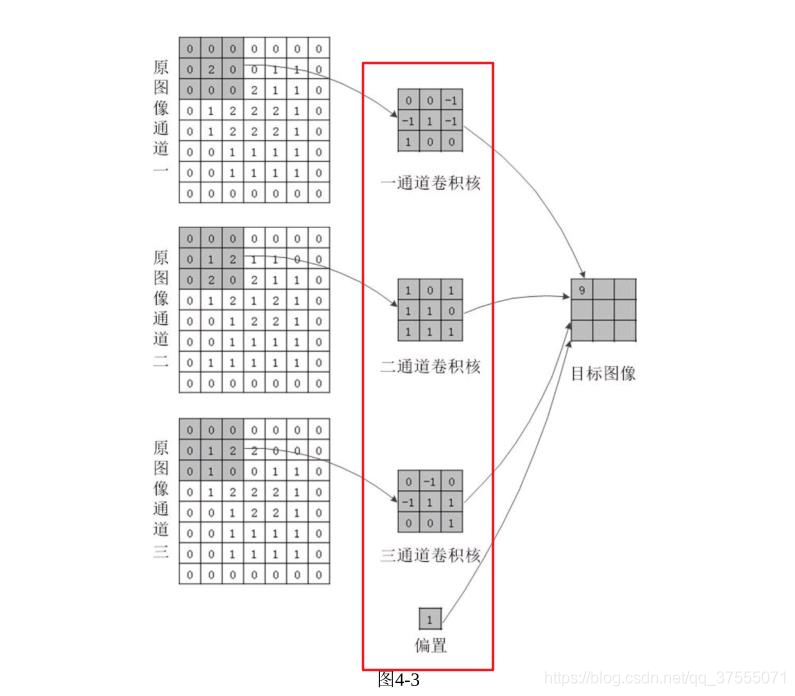 原图像通道一
0 0 0 0 0 0 0
0 2 0 0 1 1 0
0 0 0 2 1 1 0
0 1 2 2 2 1 0
0 1 2 2 2 1 0
0 0 1 1 1 1 0
0 0 1 1 1 1 0
0 0 0 0 0 0 0
0 0 -1
-1 1 -1
1 0 0
一通道卷积核
原图像通道二
0 0 0 0 0 0 0
0 1 2 1 1 0 0
0 2 0 2 1 1 0
0 1 2 1 2 1 0
0 0 1 2 2 1 0
0 0 1 1 1 1 0
0 1 1 1 1 1 0
0 0 0 0 0 0 0
1 0 1
1 1 0
1 1 1
二通道卷积核
9
目标图像
原图像通道三
0 0 0 0 0 0 0
0 1 2 2 0 0 0
0 1 0 0 1 1 0
0 1 2 2 2 1 0
0 0 1 2 2 1 0
0 0 1 1 1 1 0
0 0 1 1 1 1 0
0 0 0 0 0 0 0
0 -1 0
-1 1 1
0 0 1
三通道卷积核
1
偏置
图4-3
https://blog.csdn.net/qq_37555071